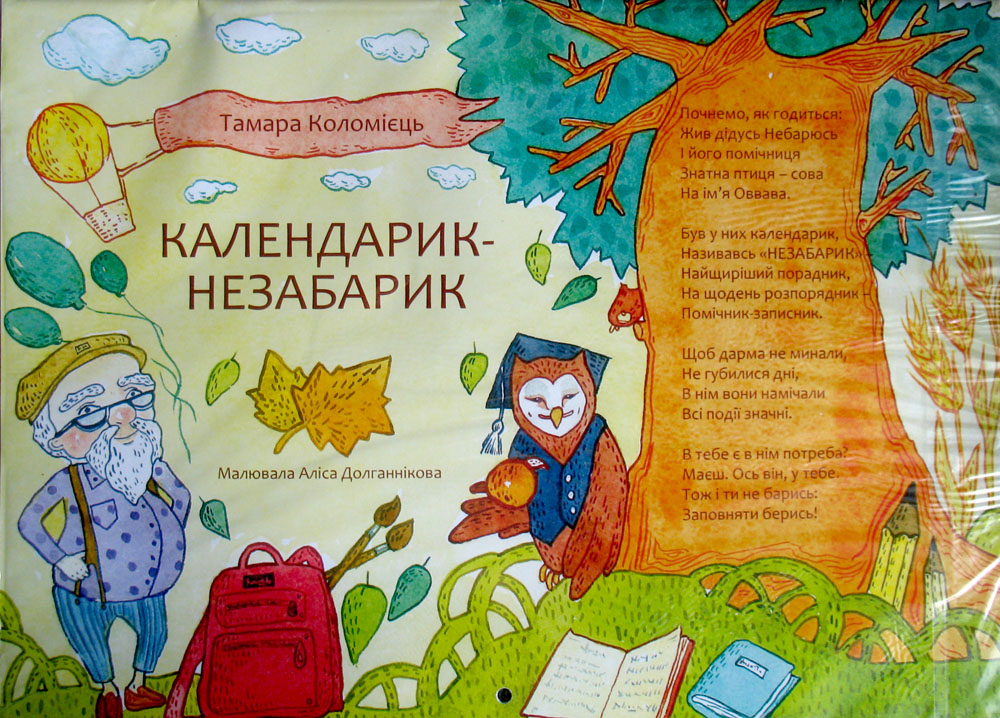 Тамара Коломієць
КАЛЕНДАРИК-
НЕЗАБАРИК
Малювала Аліса Долганнікова
Почнемо, як годиться:
Жив дідусь Небарюсь
І його помічниця
Знатна птиця – сова
На ім'я Оввава.
Був у них календарик,
Називавсь «НЕЗАБАРИК»
Найщиріший порадник,
На щодень розпорядник –
Помічник-записник.
Щоб дарма не минали,
Не губилися дні,
В нім вони намічали
Всі події значні.
В тебе є в нім потреба?
Маєш. Ось він, у тебе.
Тож і ти не барись:
Заповняти берись!